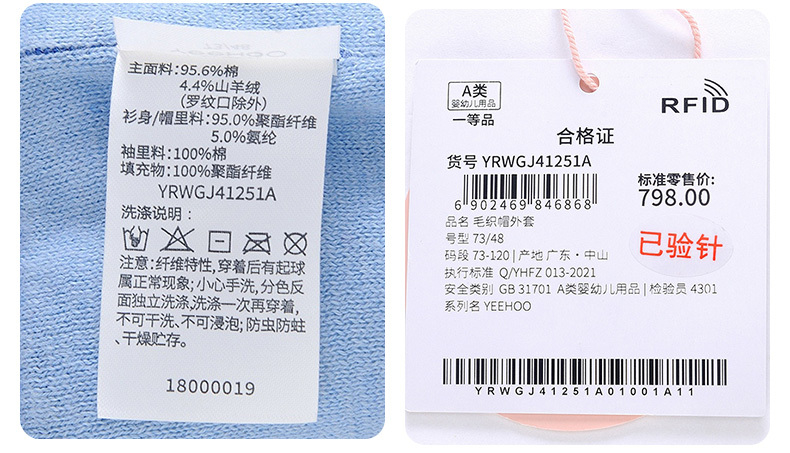 73/48
主面料:95.6%棉
4.4%山羊绒
(罗纹口除外)
衫身/帽里料:95.0%聚酯纤维
5.0%氨纶
袖里料:100%棉
填充物:100%聚酯纤维
YRWGJ41251A
洗涤说明:
注意:纤维特性,穿着后有起球
属正常现象;小心手洗,分色反
面独立洗涤,洗涤一次再穿着,
不可干洗、不可浸泡;防虫防蛀
、干燥贮存。
18000019
A类
婴幼儿用品
一等品
RFID
合格证
货号 YRWGJ41251A
6 902469 846868
标准零售价:
798.00
品名 毛织帽外套
号型 73/48
码段 73-120 | 产地 广东·中山
执行标准 Q/YHFZ 013-2021
安全类别 GB 31701 A类婴幼儿用品 | 检验员 4301
系列名 YEEHOO
已验针
YRWGJ41251A01001A11